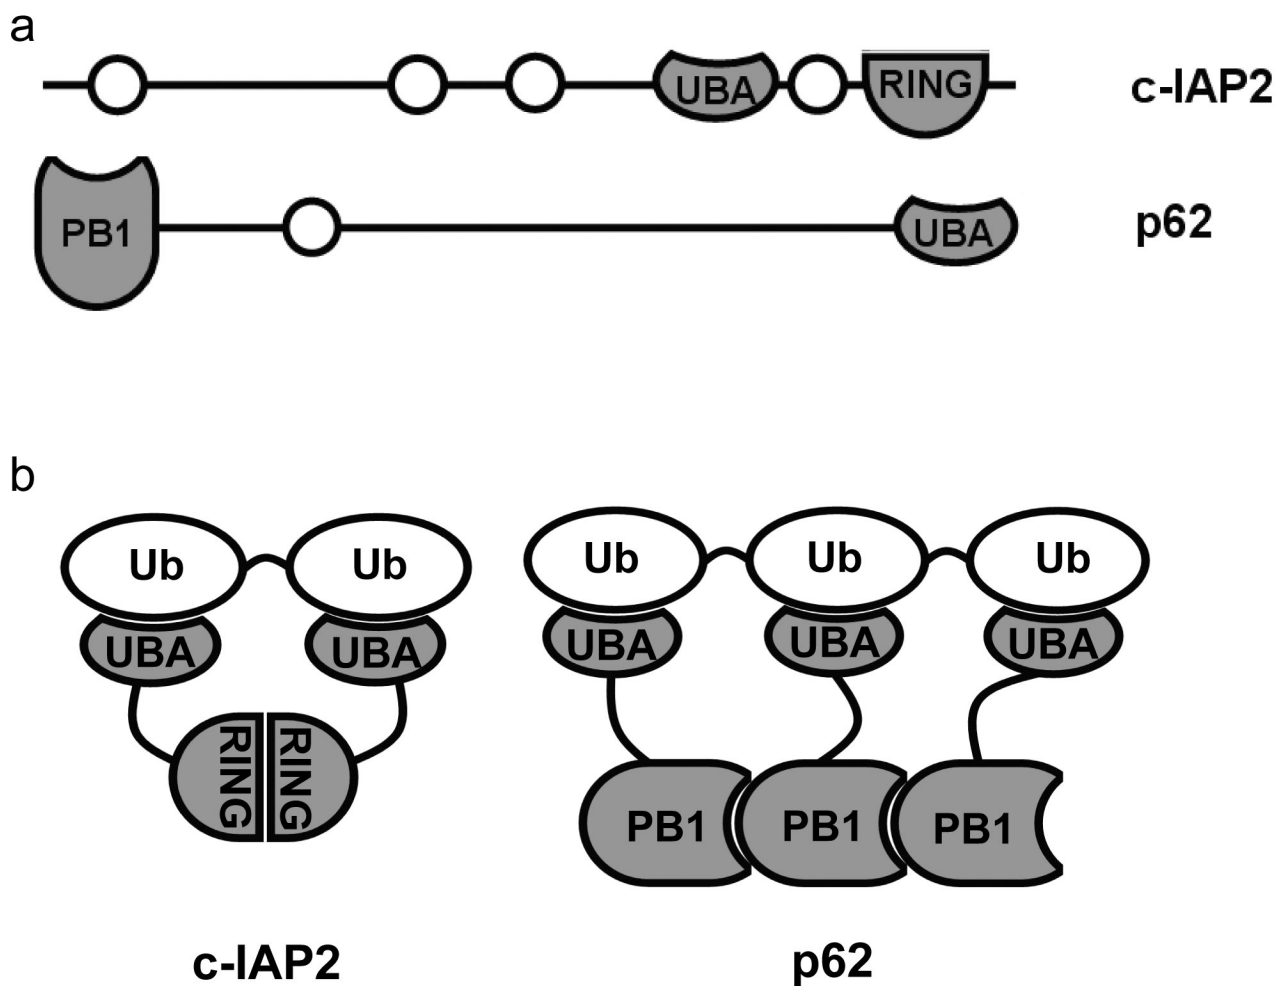 a
UBA RING c-IAP2
PB1 UBA p62
b
Ub Ub Ub Ub Ub
UBA UBA UBA UBA UBA
RING RING PB1 PB1 PB1
c-IAP2 p62